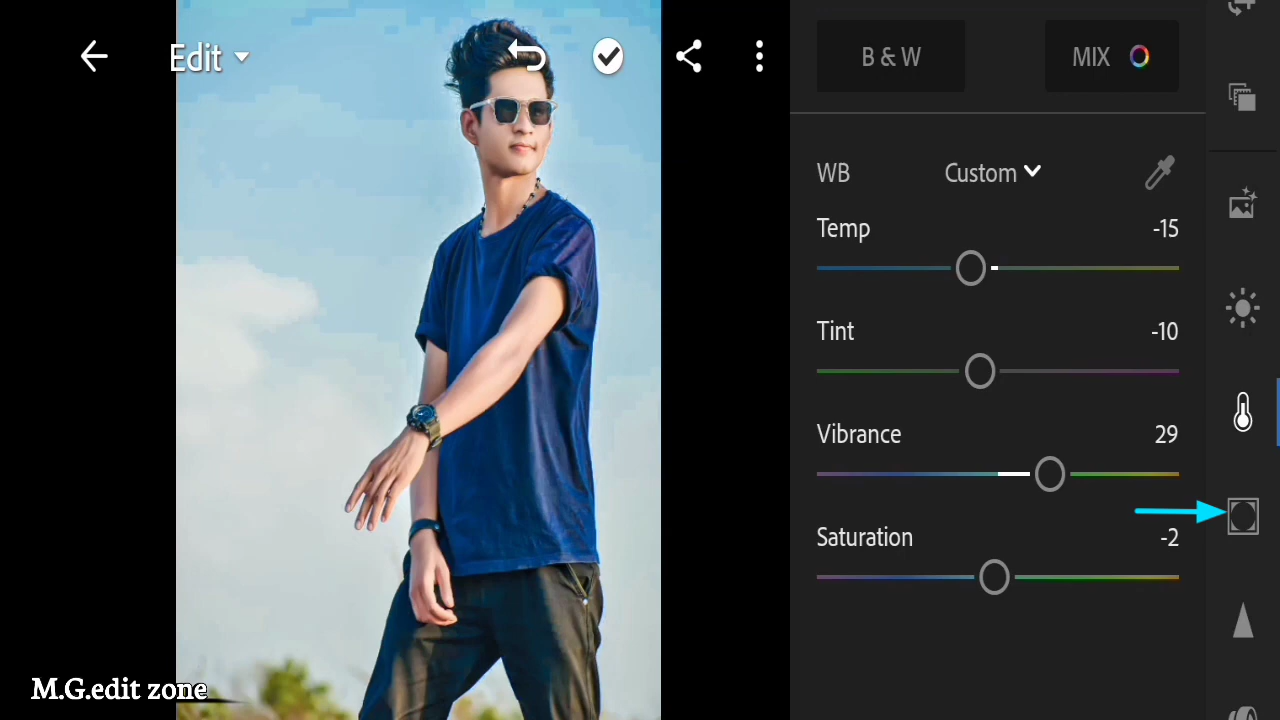 Edit
B & W
MIX
WB
Custom
Temp
-15
Tint
-10
Vibrance
29
Saturation
-2
M.G.edit zone